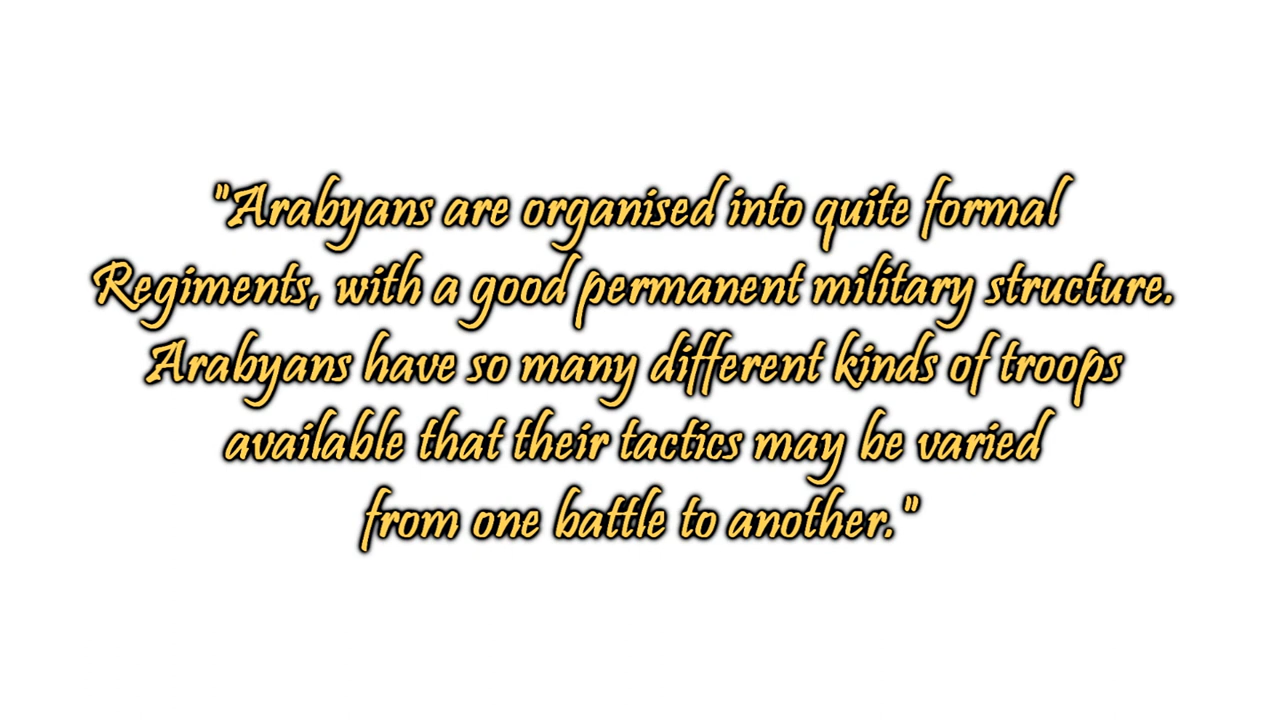 "Arabyans are organised into quite formal
Regiments, with a good permanent military structure.
Arabyans have so many different kinds of troops
available that their tactics may be varied
from one battle to another."